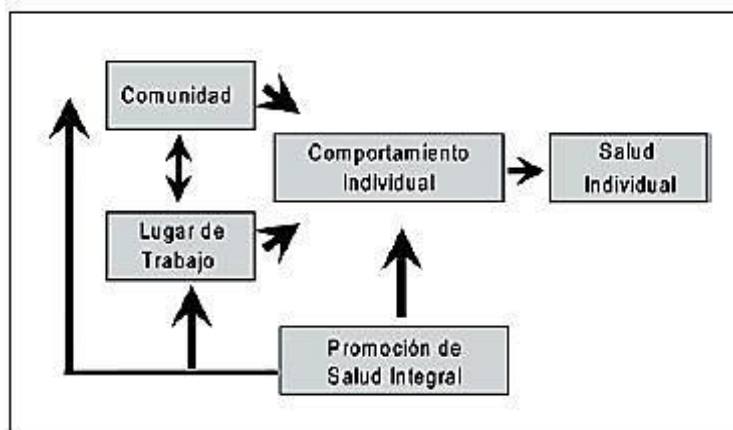 Comunidad
Comportamiento
Individual
Salud
Individual
Lugar de
Trabajo
Promoción de
Salud Integral